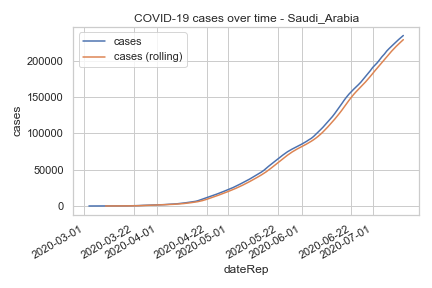 COVID-19 cases over time - Saudi_Arabia
cases
cases (rolling)
cases
200000
150000
100000
50000
0
2020-03-01
2020-03-22
2020-04-01
2020-04-22
2020-05-01
2020-05-22
2020-06-01
2020-06-22
2020-07-01
dateRep